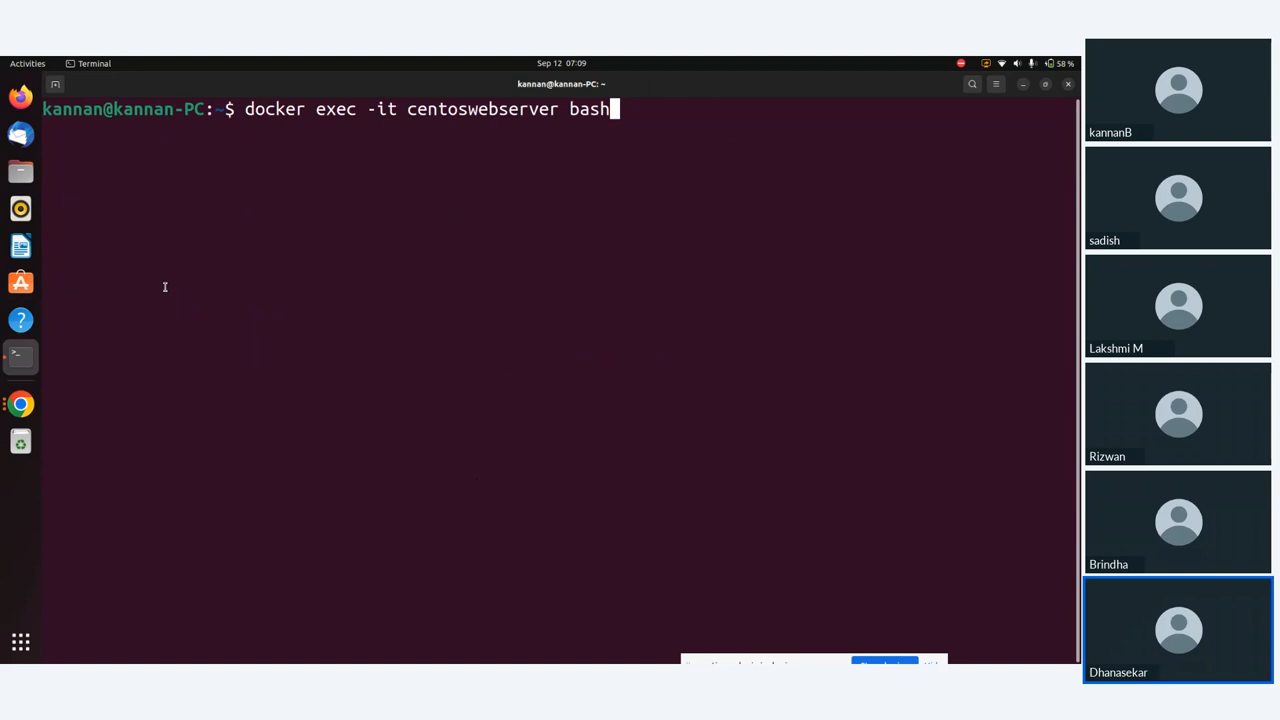 Activities
Terminal
Sep 12 07:09
58 %
kannan@kannan-PC: ~
kannan@kannan-PC:~$ docker exec -it centoswebserver bash
kannanB
sadish
Lakshmi M
Rizwan
Brindha
Dhanasekar